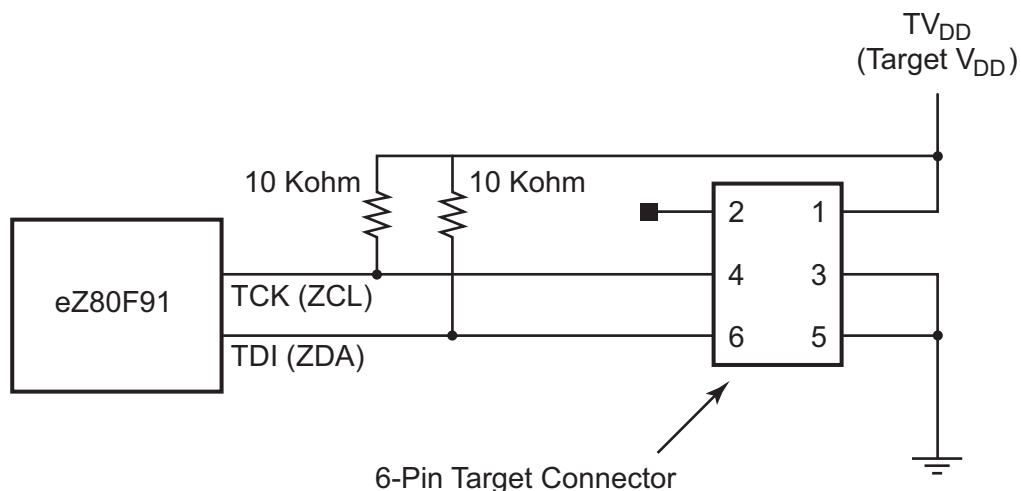 TVDD
(Target VDD)
10 Kohm
10 Kohm
2
1
eZ80F91
TCK (ZCL)
4
3
TDI (ZDA)
6
5
6-Pin Target Connector